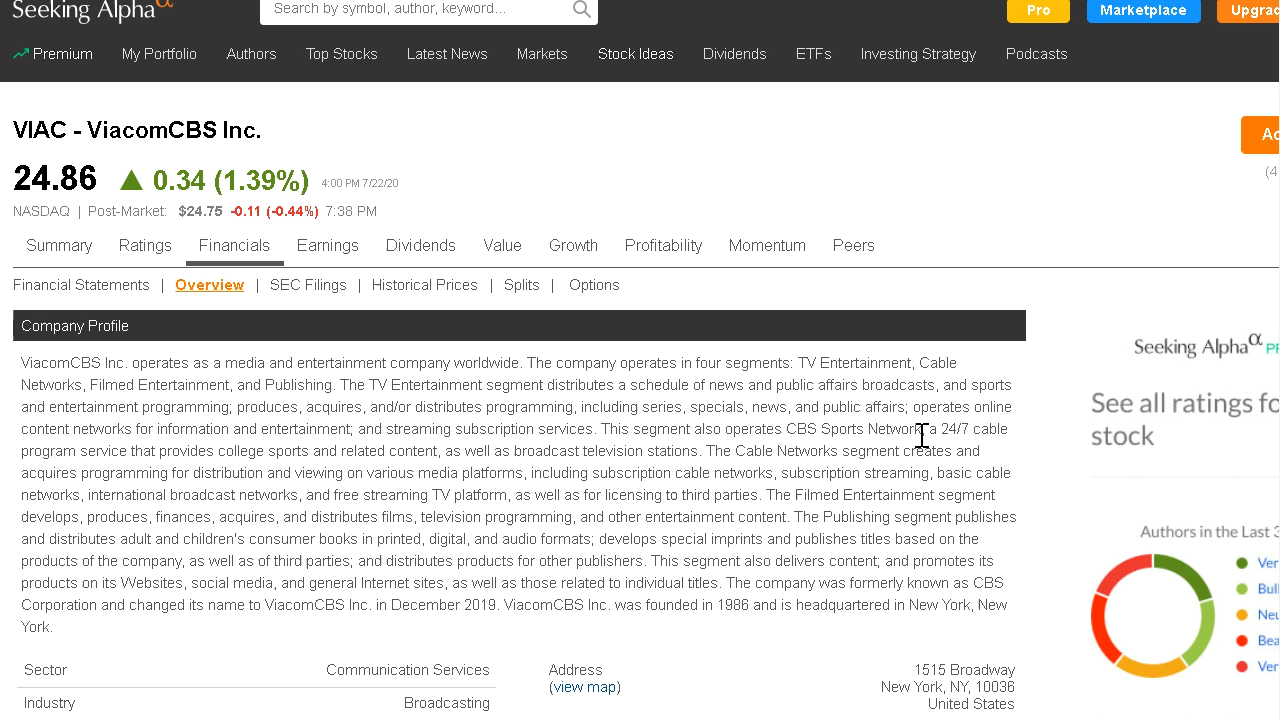 Seeking Alpha α
Search by symbol, author, keyword...
Pro
Marketplace
Upgrad
Premium
My Portfolio
Authors
Top Stocks
Latest News
Markets
Stock Ideas
Dividends
ETFs
Investing Strategy
Podcasts
VIAC - ViacomCBS Inc.
24.86 ▲ 0.34 (1.39%) 4:00 PM 7/22/20
NASDAQ | Post-Market: $24.75 -0.11 (-0.44%) 7:38 PM
(4
Summary Ratings Financials Earnings Dividends Value Growth Profitability Momentum Peers
Financial Statements | Overview | SEC Filings | Historical Prices | Splits | Options
Company Profile
ViacomCBS Inc. operates as a media and entertainment company worldwide. The company operates in four segments: TV Entertainment, Cable
Networks, Filmed Entertainment, and Publishing. The TV Entertainment segment distributes a schedule of news and public affairs broadcasts, and sports
and entertainment programming; produces, acquires, and/or distributes programming, including series, specials, news, and public affairs; operates online
content networks for information and entertainment; and streaming subscription services. This segment also operates CBS Sports Network, a 24/7 cable
program service that provides college sports and related content, as well as broadcast television stations. The Cable Networks segment creates and
acquires programming for distribution and viewing on various media platforms, including subscription cable networks, subscription streaming, basic cable
networks, international broadcast networks, and free streaming TV platform, as well as for licensing to third parties. The Filmed Entertainment segment
develops, produces, finances, acquires, and distributes films, television programming, and other entertainment content. The Publishing segment publishes
and distributes adult and children's consumer books in printed, digital, and audio formats; develops special imprints and publishes titles based on the
products of the company, as well as of third parties; and distributes products for other publishers. This segment also delivers content; and promotes its
products on its Websites, social media, and general Internet sites, as well as those linked to individual titles. The company was formerly known as CBS
Corporation and changed its name to ViacomCBS Inc. in December 2019. ViacomCBS Inc. was founded in 1986 and is headquartered in New York, New
York.
Sector Communication Services
Industry Broadcasting
Address
(view map)
1515 Broadway
New York, NY, 10036
United States
Seeking Alpha α
See all ratings fo
stock
Authors in the Last 3
Ver
Bull
Neu
Bea
Ver